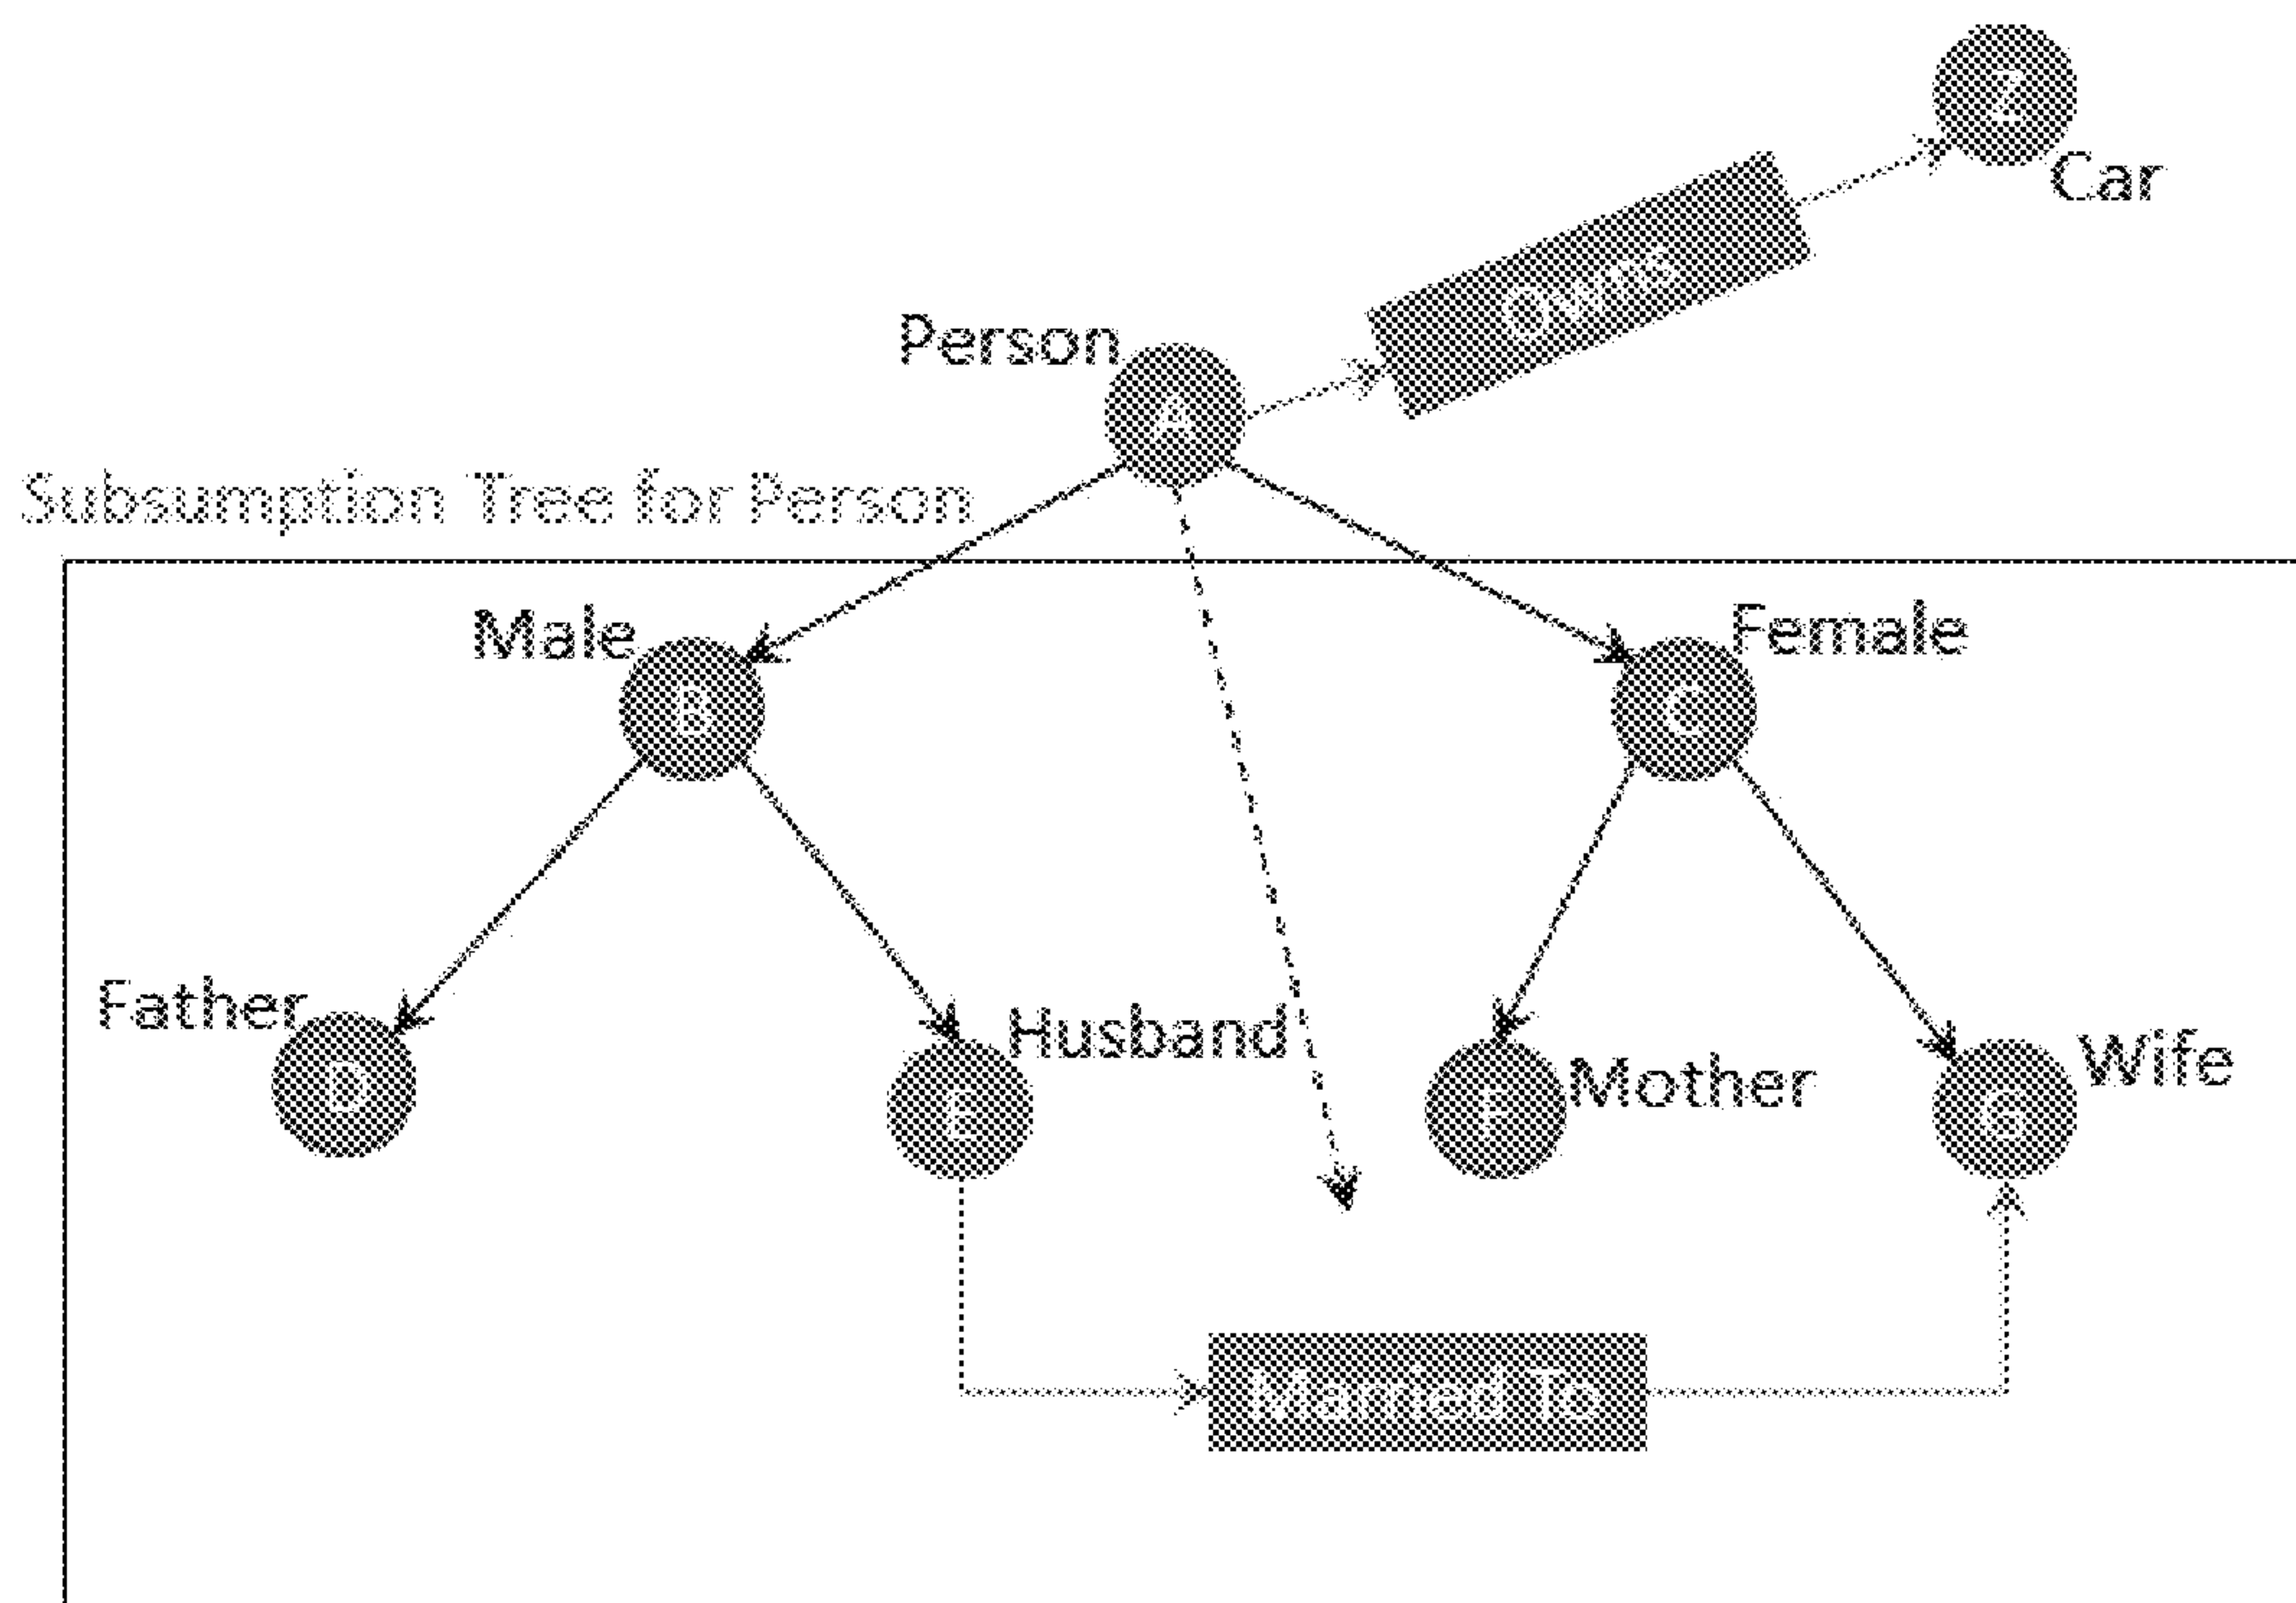 Z
Car
Owns
Person
A
Subsumption Tree for Person
Male
Female
B
C
Father
Husband
Mother
Wife
D
E
F
G
Married To